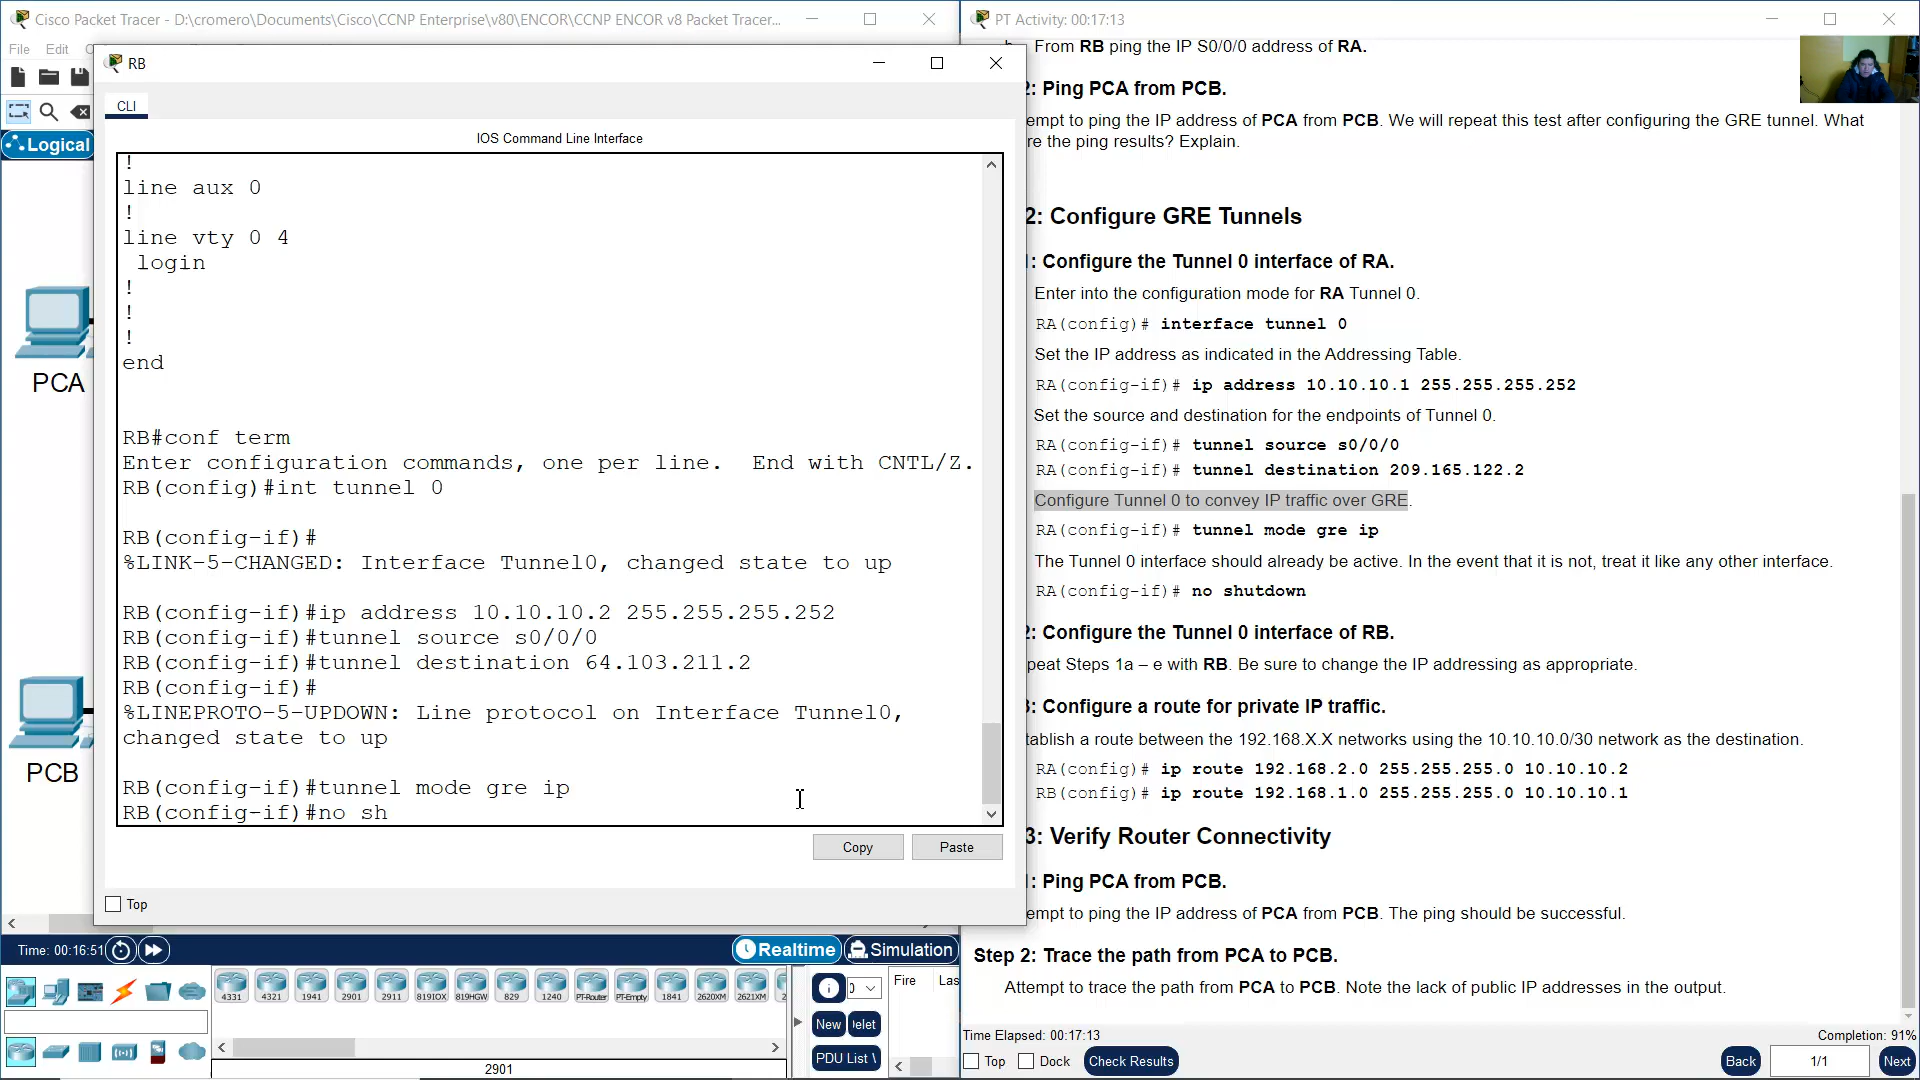 Cisco Packet Tracer - D:\cromero\Documents\Cisco\CCNP Enterprise\v80\ENCOR\CCNP ENCOR v8 Packet Tracer...
File Edit
Logical
PCA
PCB
RB
CLI
IOS Command Line Interface
!
line aux 0
!
line vty 0 4
login
!
!
!
end
RB#conf term
Enter configuration commands, one per line. End with CNTL/Z.
RB(config)#int tunnel 0
RB(config-if)#
%LINK-5-CHANGED: Interface Tunnel0, changed state to up
RB(config-if)#ip address 10.10.10.2 255.255.255.252
RB(config-if)#tunnel source s0/0/0
RB(config-if)#tunnel destination 64.103.211.2
RB(config-if)#
%LINEPROTO-5-UPDOWN: Line protocol on Interface Tunnel0,
changed state to up
RB(config-if)#tunnel mode gre ip
RB(config-if)#no sh
Copy
Paste
Top
Time: 00:16:51
Realtime
Simulation
4331 4321 1941 2901 2911 819IOX 819HGW 829 1240 PT-Router PT-Empty 1841 2620XM 2621XM
2901
New
PDU List
Fire
PT Activity: 00:17:13
From RB ping the IP S0/0/0 address of RA.
2: Ping PCA from PCB.
empt to ping the IP address of PCA from PCB. We will repeat this test after configuring the GRE tunnel. What
re the ping results? Explain.
2: Configure GRE Tunnels
1: Configure the Tunnel 0 interface of RA.
Enter into the configuration mode for RA Tunnel 0.
RA(config)# interface tunnel 0
Set the IP address as indicated in the Addressing Table.
RA(config-if)# ip address 10.10.10.1 255.255.255.252
Set the source and destination for the endpoints of Tunnel 0.
RA(config-if)# tunnel source s0/0/0
RA(config-if)# tunnel destination 209.165.122.2
Configure Tunnel 0 to convey IP traffic over GRE.
RA(config-if)# tunnel mode gre ip
The Tunnel 0 interface should already be active. In the event that it is not, treat it like any other interface.
RA(config-if)# no shutdown
2: Configure the Tunnel 0 interface of RB.
peat Steps 1a – e with RB. Be sure to change the IP addressing as appropriate.
3: Configure a route for private IP traffic.
tablish a route between the 192.168.X.X networks using the 10.10.10.0/30 network as the destination.
RA(config)# ip route 192.168.2.0 255.255.255.0 10.10.10.2
RB(config)# ip route 192.168.1.0 255.255.255.0 10.10.10.1
3: Verify Router Connectivity
1: Ping PCA from PCB.
empt to ping the IP address of PCA from PCB. The ping should be successful.
Step 2: Trace the path from PCA to PCB.
Attempt to trace the path from PCA to PCB. Note the lack of public IP addresses in the output.
Time Elapsed: 00:17:13
Completion: 91%
Top
Dock
Check Results
Back
1/1
Next